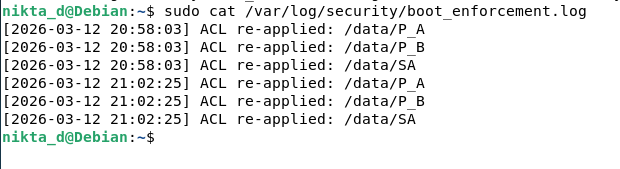 nikta_d@Debian:~$ sudo cat /var/log/security/boot_enforcement.log
[2026-03-12 20:58:03] ACL re-applied: /data/P_A
[2026-03-12 20:58:03] ACL re-applied: /data/P_B
[2026-03-12 20:58:03] ACL re-applied: /data/SA
[2026-03-12 21:02:25] ACL re-applied: /data/P_A
[2026-03-12 21:02:25] ACL re-applied: /data/P_B
[2026-03-12 21:02:25] ACL re-applied: /data/SA
nikta_d@Debian:~$